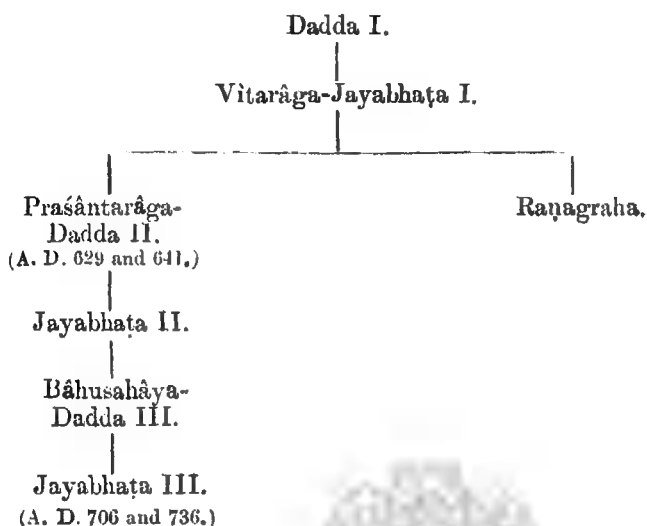 Dadda I.
Vîtarâga-Jayabhaṭa I.
Praśântarâga- Raṇagraha.
Dadda II.
(A. D. 629 and 641.)
Jayabhaṭa II.
Bâhusahâya-
Dadda III.
Jayabhaṭa III.
(A. D. 706 and 736.)